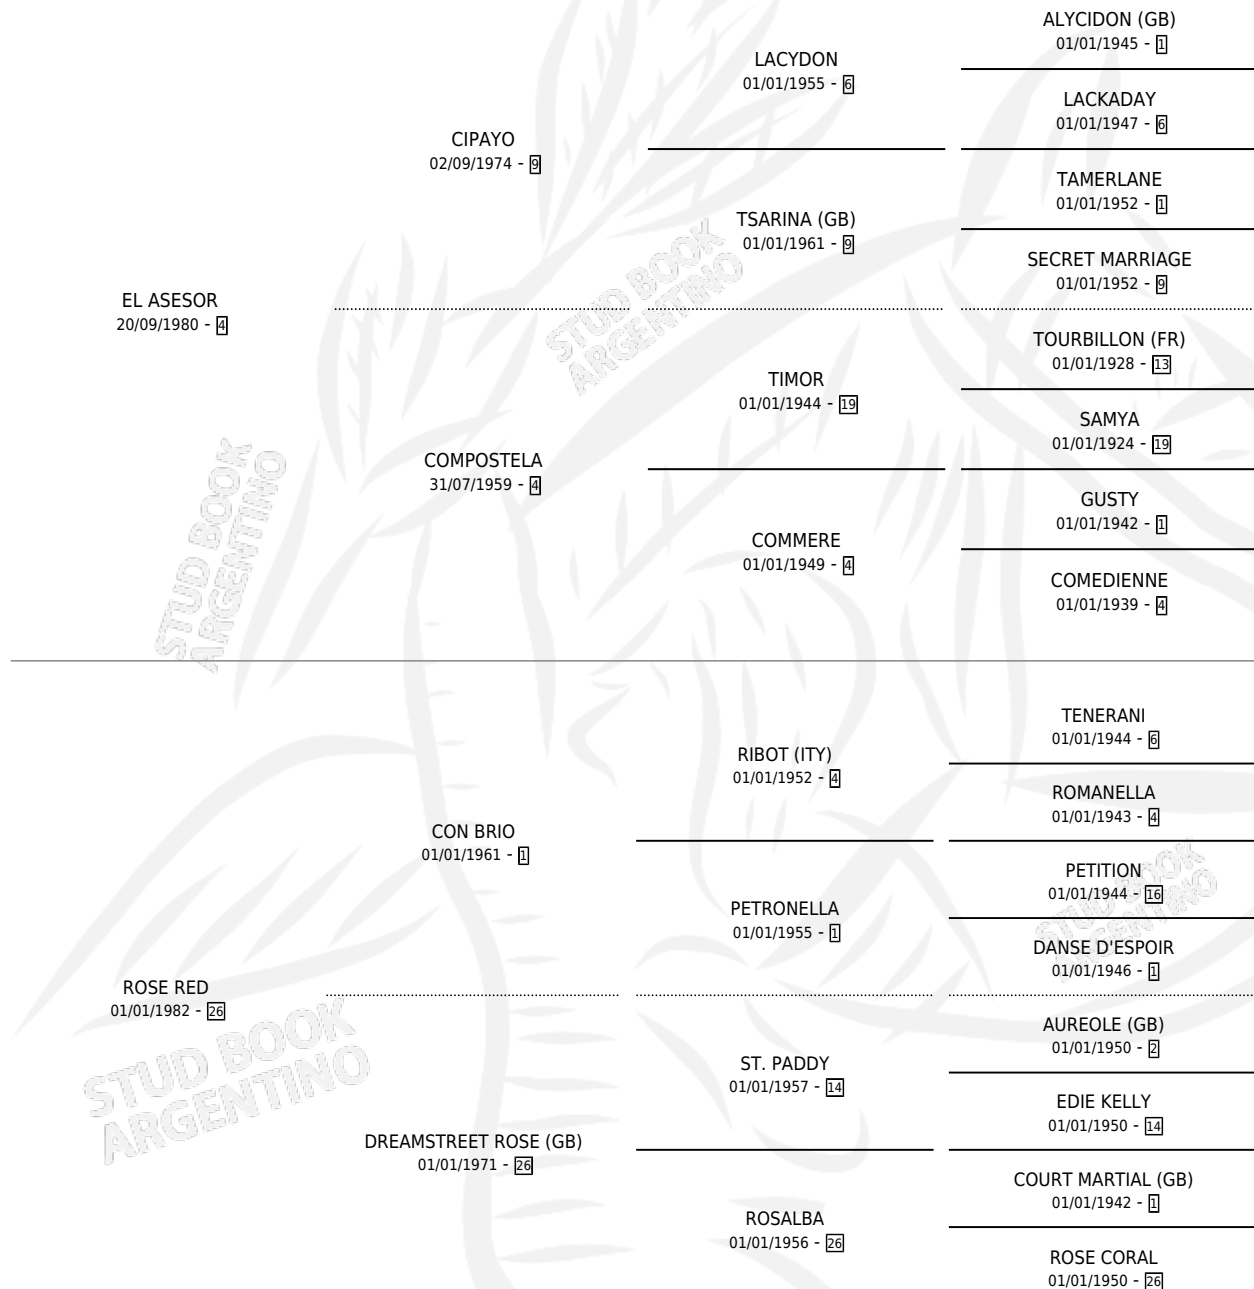 ALYCIDON (GB)
01/01/1945 - 1
LACYDON
01/01/1955 - 6
LACKADAY
01/01/1947 - 6
CIPAYO
02/09/1974 - 9
TAMERLANE
01/01/1952 - 1
TSARINA (GB)
01/01/1961 - 9
SECRET MARRIAGE
01/01/1952 - 9
STUD BOOK
ARGENTINO
EL ASESOR
20/09/1980 - 4
TOURBILLON (FR)
01/01/1928 - 13
TIMOR
01/01/1944 - 19
SAMYA
01/01/1924 - 19
COMPOSTELA
31/07/1959 - 4
GUSTY
01/01/1942 - 1
COMMERE
01/01/1949 - 4
COMEDIENNE
01/01/1939 - 4
STUD BOOK
ARGENTINO
TENERANI
01/01/1944 - 6
RIBOT (ITY)
01/01/1952 - 4
ROMANELLA
01/01/1943 - 4
CON BRIO
01/01/1961 - 1
PETITION
01/01/1944 - 16
PETRONELLA
01/01/1955 - 1
STUD BOOK
ARGENTINO
DANSE D'ESPOIR
01/01/1946 - 1
ROSE RED
01/01/1982 - 26
AUREOLE (GB)
01/01/1950 - 2
ST. PADDY
01/01/1957 - 14
STUD BOOK
ARGENTINO
EDIE KELLY
01/01/1950 - 14
DREAMSTREET ROSE (GB)
01/01/1971 - 26
COURT MARTIAL (GB)
01/01/1942 - 1
ROSALBA
01/01/1956 - 26
ROSE CORAL
01/01/1950 - 26